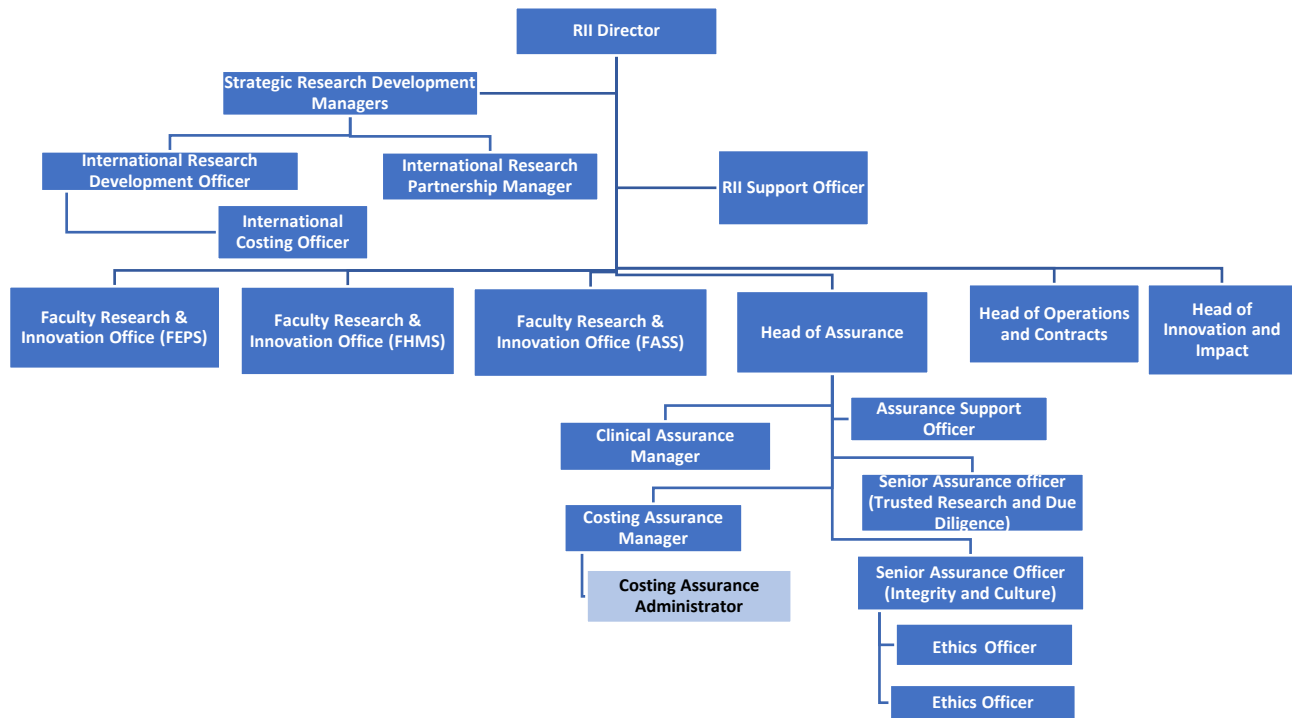 RII Director
Strategic Research Development
Managers
International Research
Development Officer
International Research
Partnership Manager
RII Support Officer
International
Costing Officer
Faculty Research &
Innovation Office (FEPS)
Faculty Research &
Innovation Office (FHMS)
Faculty Research &
Innovation Office (FASS)
Head of Assurance
Head of Operations
and Contracts
Head of
Innovation and
Impact
Assurance Support
Officer
Clinical Assurance
Manager
Senior Assurance officer
(Trusted Research and Due
Diligence)
Costing Assurance
Manager
Senior Assurance Officer
(Integrity and Culture)
Costing Assurance
Administrator
Ethics Officer
Ethics Officer